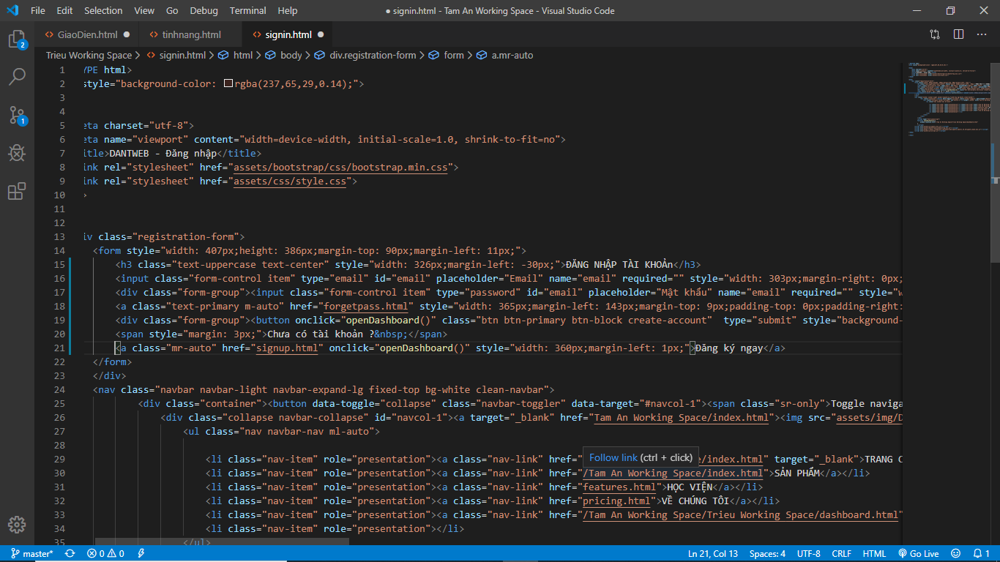 File Edit Selection View Go Debug Terminal Help ● signin.html - Tam An Working Space - Visual Studio Code
GiaoDien.html tinhnang.html signin.html
Trieu Working Space > signin.html > html > body > div.registration-form > form > a.mr-auto
1 YPE html>
2 style="background-color: rgba(237,65,29,0.14);">
3
4
5 eta charset="utf-8">
6 eta name="viewport" content="width=device-width, initial-scale=1.0, shrink-to-fit=no">
7 itle>DANTWEB - Đăng nhập</title>
8 ink rel="stylesheet" href="assets/bootstrap/css/bootstrap.min.css">
9 ink rel="stylesheet" href="assets/css/style.css">
10 >
11
12
13 iv class="registration-form">
14 <form style="width: 407px;height: 386px;margin-top: 90px;margin-left: 11px;">
15 <h3 class="text-uppercase text-center" style="width: 326px;margin-left: -30px;">ĐĂNG NHẬP TÀI KHOẢn</h3>
16 <input class="form-control item" type="email" id="email" placeholder="Email" name="email" required="" style="width: 303px;margin-right: 0px;
17 <div class="form-group"><input class="form-control item" type="password" id="email" placeholder="Mật khẩu" name="email" required="" style="w
18 <a class="text-primary m-auto" href="forgetpass.html" style="width: 365px;margin-left: 143px;margin-top: 9px;padding-top: 0px;padding-right:
19 <div class="form-group"><button onclick="openDashboard()" class="btn btn-primary btn-block create-account"  type="submit" style="background-
20 <span style="margin: 3px;">Chưa có tài khoản ?&nbsp;</span>
21 <a class="mr-auto" href="signup.html" onclick="openDashboard()" style="width: 360px;margin-left: 1px;">Đăng ký ngay</a>
22 </form>
23 </div>
24 <nav class="navbar navbar-light navbar-expand-lg fixed-top bg-white clean-navbar">
25 <div class="container"><button data-toggle="collapse" class="navbar-toggler" data-target="#navcol-1"><span class="sr-only">Toggle naviga
26 <div class="collapse navbar-collapse" id="navcol-1"><a target="_blank" href="Tam An Working Space/index.html"><img src="assets/img/D
27 <ul class="nav navbar-nav ml-auto">
28
Follow link (ctrl + click)
29 <li class="nav-item" role="presentation"><a class="nav-link" href=" e/index.html" target="_blank">TRANG C
30 <li class="nav-item" role="presentation"><a class="nav-link" href="/Tam An Working Space/index.html">SẢN PHẨM</a></li>
31 <li class="nav-item" role="presentation"><a class="nav-link" href="features.html">HỌC VIỆN</a></li>
32 <li class="nav-item" role="presentation"><a class="nav-link" href="pricing.html">VỀ CHÚNG TÔI</a></li>
33 <li class="nav-item" role="presentation"><a class="nav-link" href="/Tam An Working Space/Trieu Working Space/dashboard.html"
34 <li class="nav-item" role="presentation"></li>
35 </ul>
2
1
master* 0 0 Ln 21, Col 13 Spaces: 4 UTF-8 CRLF HTML Go Live 1